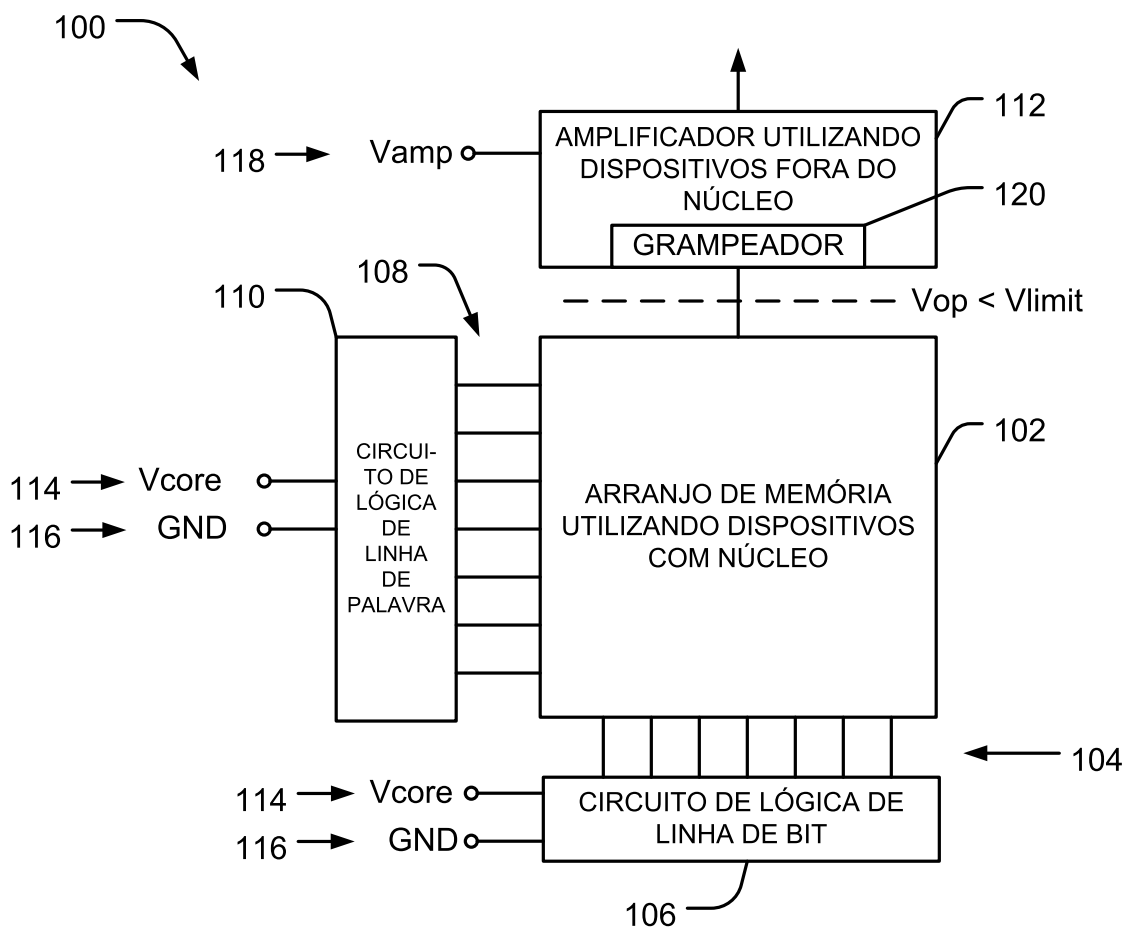 100
112
118
Vamp
AMPLIFICADOR UTILIZANDO
DISPOSITIVOS FORA DO
NÚCLEO
120
GRAMPEADOR
108
110
Vop < Vlimit
102
CIRCUI-
TO DE
LÓGICA
DE
LINHA
DE
PALAVRA
114
Vcore
116
GND
ARRANJO DE MEMÓRIA
UTILIZANDO DISPOSITIVOS
COM NÚCLEO
104
114
Vcore
116
GND
CIRCUITO DE LÓGICA DE
LINHA DE BIT
106